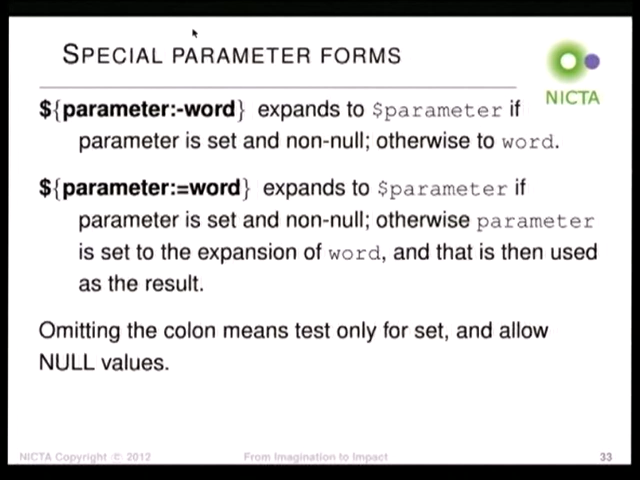 SPECIAL PARAMETER FORMS
NICTA
${parameter:-word} expands to $parameter if
parameter is set and non-null; otherwise to word.
${parameter:=word} expands to $parameter if
parameter is set and non-null; otherwise parameter
is set to the expansion of word, and that is then used
as the result.
Omitting the colon means test only for set, and allow
NULL values.
NICTA Copyright © 2012
From Imagination to Impact
33